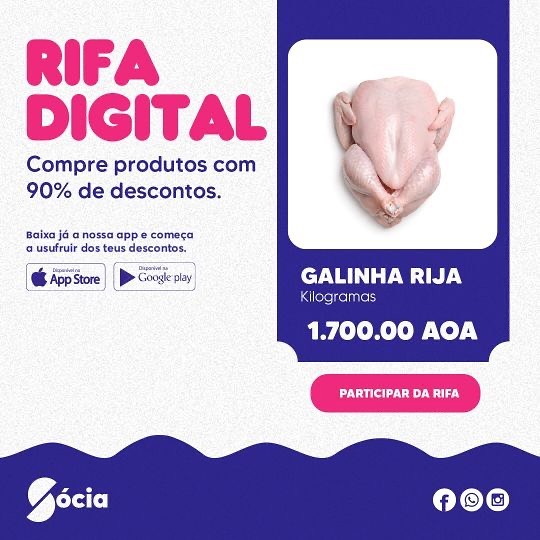 RIFA
DIGITAL
Compre produtos com
90% de descontos.
Baixa já a nossa app e começa
a usufruir dos teus descontos.
Disponível na
App Store
Disponível na
Google play
GALINHA RIJA
Kilogramas
1.700.00 AOA
PARTICIPAR DA RIFA
Sócia